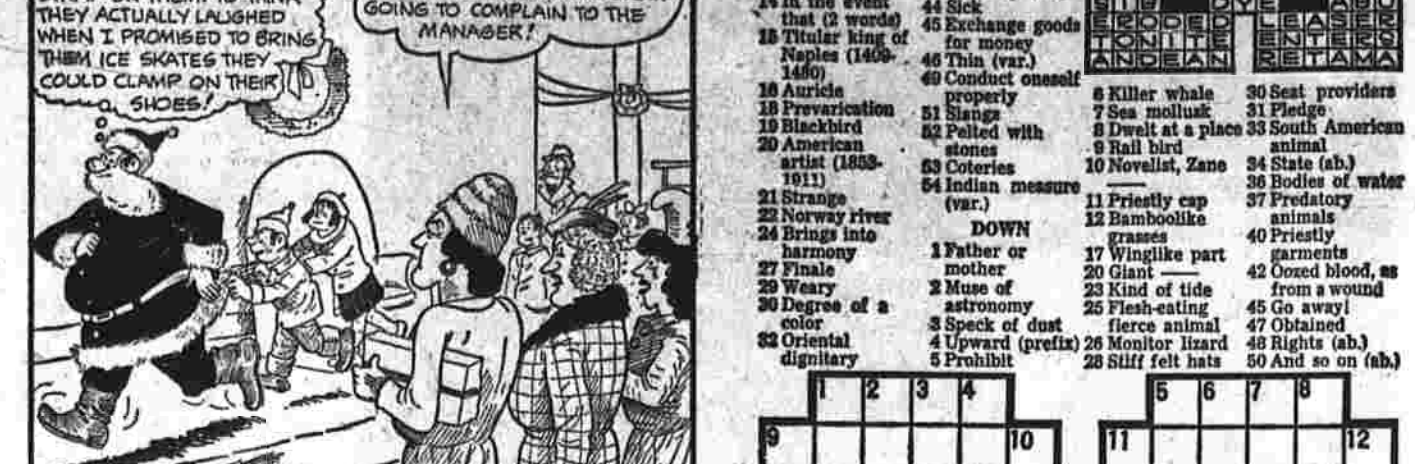 THEY ACTUALLY LAUGHED
WHEN I PROMISED TO BRING
THEM ICE SKATES THEY
COULD CLAMP ON THEIR
SHOES!
GOING TO COMPLAIN TO THE
MANAGER!
14 In the event
that (2 words)
15 Titular king of
Naples (1409-
1480)
16 Auricle
18 Prevarication
19 Blackbird
20 American
artist (1853-
1911)
21 Strange
22 Norway river
24 Brings into
harmony
27 Finale
29 Weary
30 Degree of a
color
32 Oriental
dignitary
44 Sick
45 Exchange goods
for money
46 Thin (var.)
49 Conduct oneself
properly
51 Slangs
52 Pelted with
stones
53 Coteries
54 Indian measure
(var.)
DOWN
1 Father or
mother
2 Muse of
astronomy
3 Speck of dust
4 Upward (prefix)
5 Prohibit
ERODED LEASER
TONITE ENTERS
ANDEAN RETAMA
6 Killer whale
7 Sea mollusk
8 Dwelt at a place
9 Rail bird
10 Novelist, Zane
—
11 Priestly cap
12 Bamboolike
grasses
17 Winglike part
20 Giant —
23 Kind of tide
25 Flesh-eating
fierce animal
26 Monitor lizard
28 Stiff felt hats
30 Seat providers
31 Pledge
33 South American
animal
34 State (ab.)
36 Bodies of water
37 Predatory
animals
40 Priestly
garments
42 Oozed blood, as
from a wound
45 Go away!
47 Obtained
48 Rights (ab.)
50 And so on (ab.)
1 2 3 4 5 6 7 8
9 10 11 12